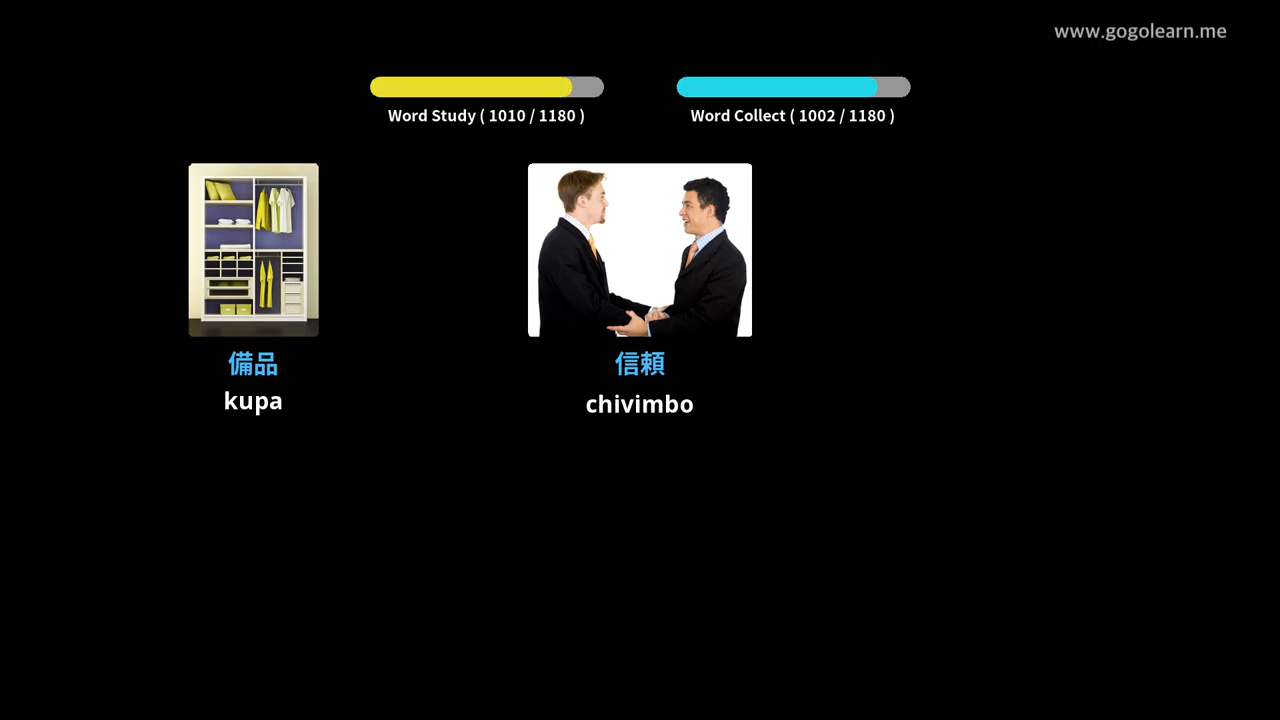 www.gogolearn.me
Word Study ( 1010 / 1180 )
Word Collect ( 1002 / 1180 )
備品
kupa
信頼
chivimbo